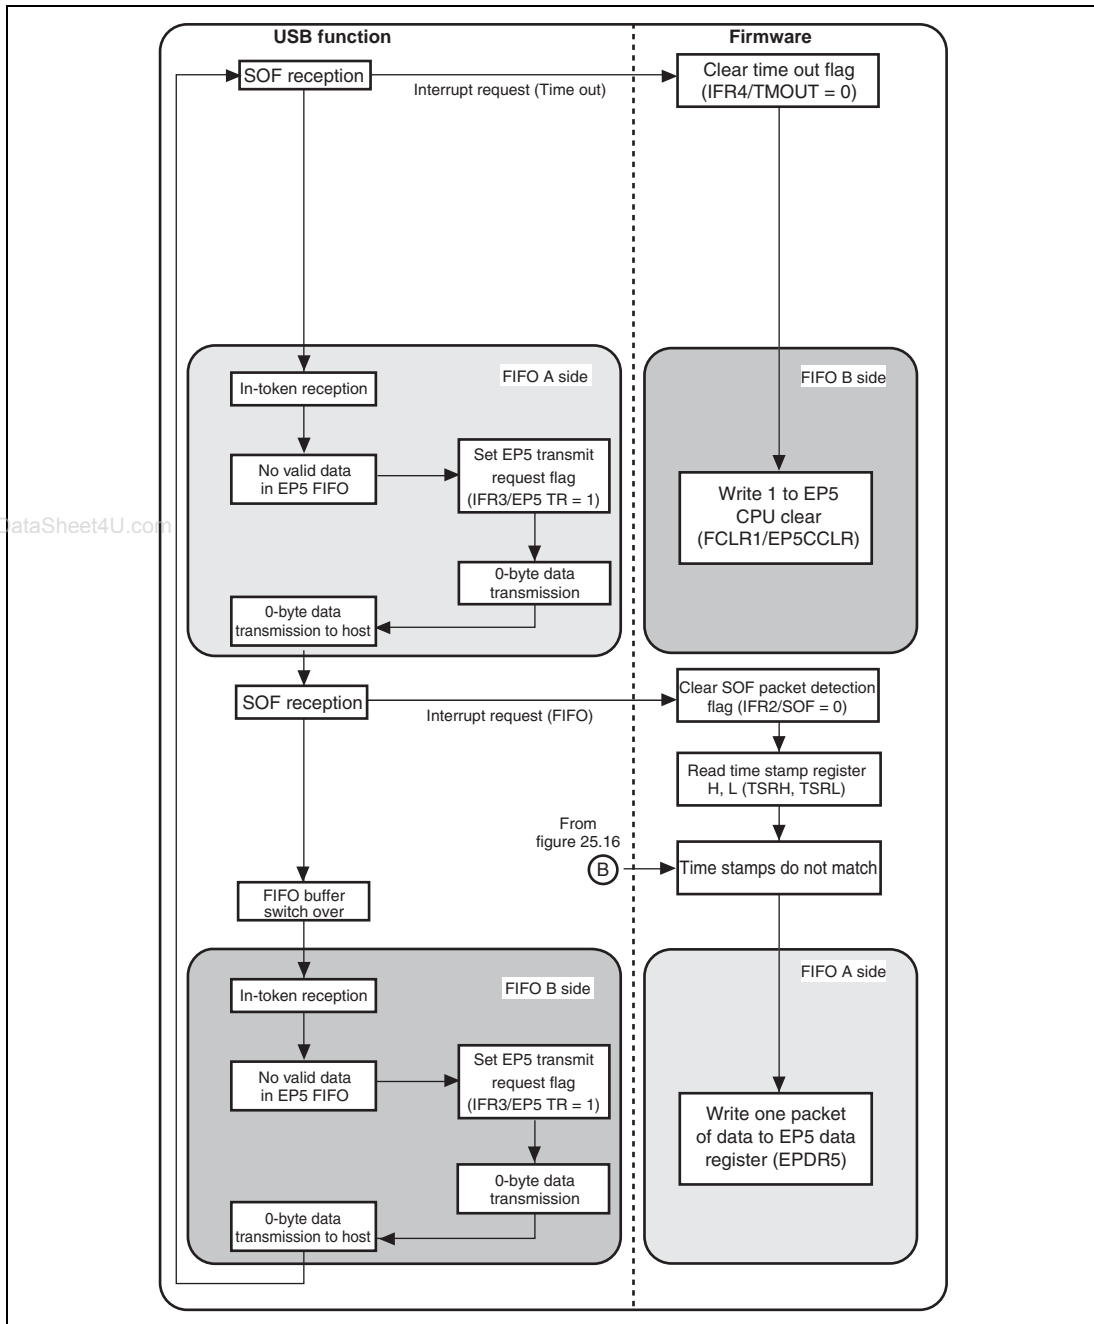 USB function
Firmware
SOF reception
Interrupt request (Time out)
Clear time out flag
(IFR4/TMOUT = 0)
FIFO A side
In-token reception
No valid data
in EP5 FIFO
Set EP5 transmit
request flag
(IFR3/EP5 TR = 1)
0-byte data
transmission
0-byte data
transmission to host
FIFO B side
Write 1 to EP5
CPU clear
(FCLR1/EP5CCLR)
DataSheet4U.com
SOF reception
Interrupt request (FIFO)
Clear SOF packet detection
flag (IFR2/SOF = 0)
Read time stamp register
H, L (TSRH, TSRL)
From
figure 25.16
B
Time stamps do not match
FIFO buffer
switch over
FIFO B side
In-token reception
No valid data
in EP5 FIFO
Set EP5 transmit
request flag
(IFR3/EP5 TR = 1)
0-byte data
transmission
0-byte data
transmission to host
FIFO A side
Write one packet
of data to EP5 data
register (EPDR5)